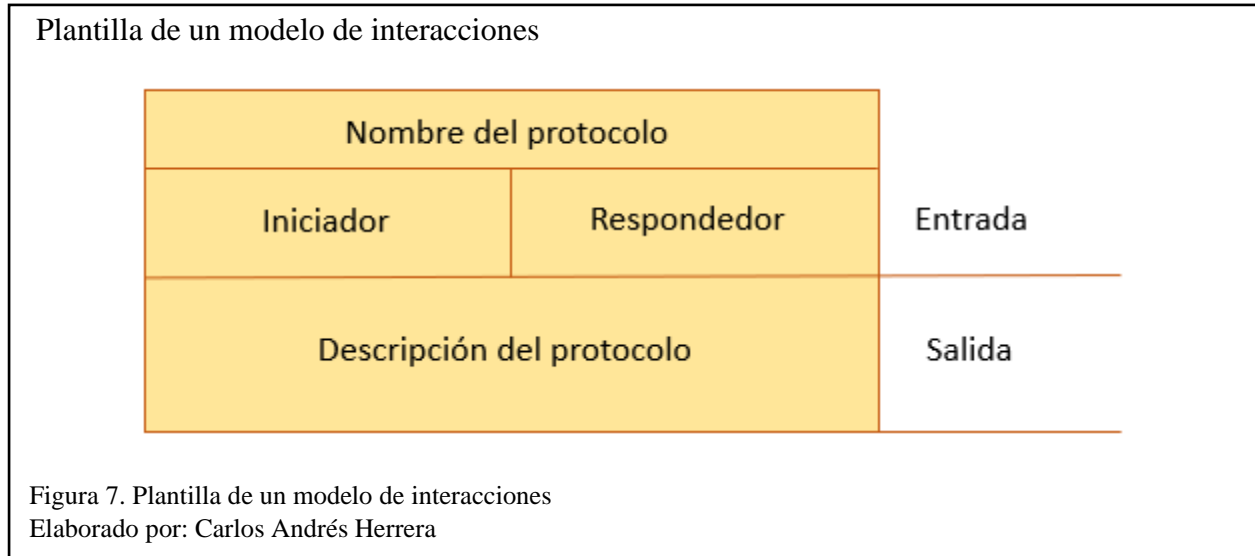 Plantilla de un modelo de interacciones
Nombre del protocolo
Iniciador
Respondedor
Entrada
Descripción del protocolo
Salida
Figura 7. Plantilla de un modelo de interacciones
Elaborado por: Carlos Andrés Herrera